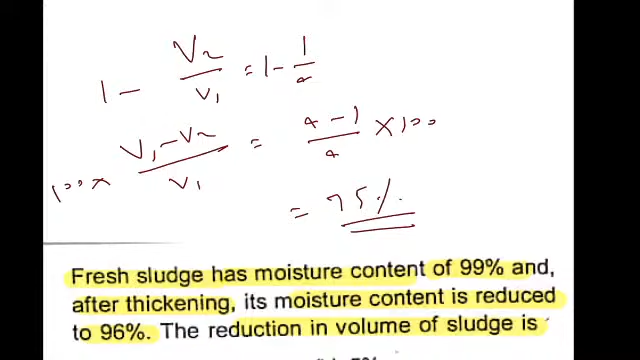 1 - V2/V1 = 1 - 1/4
100 × (V1 - V2)/V1 = (4 - 1)/4 × 100
= 75%
Fresh sludge has moisture content of 99% and,
after thickening, its moisture content is reduced
to 96%. The reduction in volume of sludge is